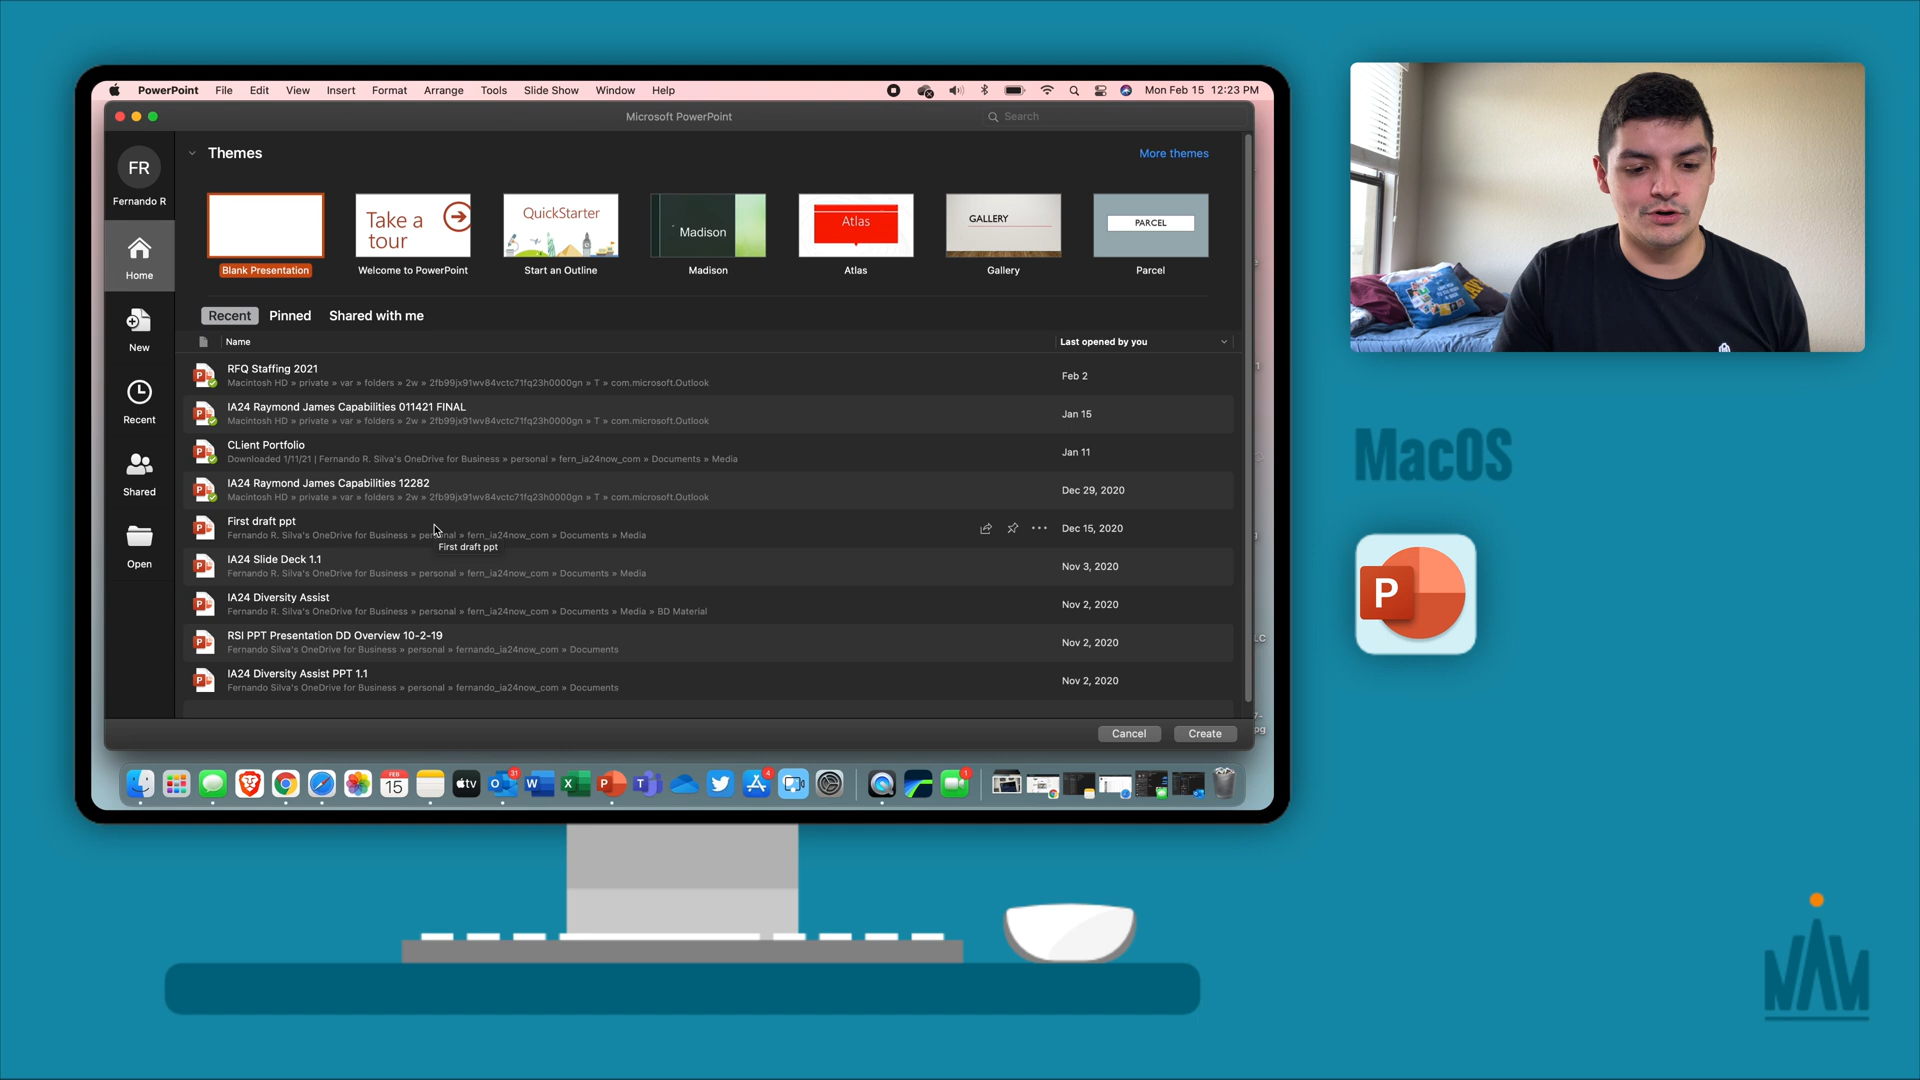 PowerPoint File Edit View Insert Format Arrange Tools Slide Show Window Help Mon Feb 15 12:23 PM
Microsoft PowerPoint
Search
FR
Fernando R
Home
New
Recent
Shared
Open
Themes
More themes
Take a
tour
QuickStarter
Madison
Atlas
GALLERY
PARCEL
Blank Presentation
Welcome to PowerPoint
Start an Outline
Madison
Atlas
Gallery
Parcel
Recent Pinned Shared with me
Name Last opened by you
RFQ Staffing 2021
Macintosh HD » private » var » folders » 2w » 2fb99jx91wv84vctc71fq23h0000gn » T » com.microsoft.Outlook
Feb 2
IA24 Raymond James Capabilities 011421 FINAL
Macintosh HD » private » var » folders » 2w » 2fb99jx91wv84vctc71fq23h0000gn » T » com.microsoft.Outlook
Jan 15
CLient Portfolio
Downloaded 1/11/21 | Fernando R. Silva's OneDrive for Business » personal » fern_ia24now_com » Documents » Media
Jan 11
IA24 Raymond James Capabilities 12282
Macintosh HD » private » var » folders » 2w » 2fb99jx91wv84vctc71fq23h0000gn » T » com.microsoft.Outlook
Dec 29, 2020
First draft ppt
Fernando R. Silva's OneDrive for Business » personal » fern_ia24now_com » Documents » Media
Dec 15, 2020
First draft ppt
IA24 Slide Deck 1.1
Fernando R. Silva's OneDrive for Business » personal » fern_ia24now_com » Documents » Media
Nov 3, 2020
IA24 Diversity Assist
Fernando R. Silva's OneDrive for Business » personal » fern_ia24now_com » Documents » Media » BD Material
Nov 2, 2020
RSI PPT Presentation DD Overview 10-2-19
Fernando Silva's OneDrive for Business » personal » fernando_ia24now_com » Documents
Nov 2, 2020
IA24 Diversity Assist PPT 1.1
Fernando Silva's OneDrive for Business » personal » fernando_ia24now_com » Documents
Nov 2, 2020
Cancel
Create
FEB
15
tv
31
W
X
P
T
4
1
MacOS
P